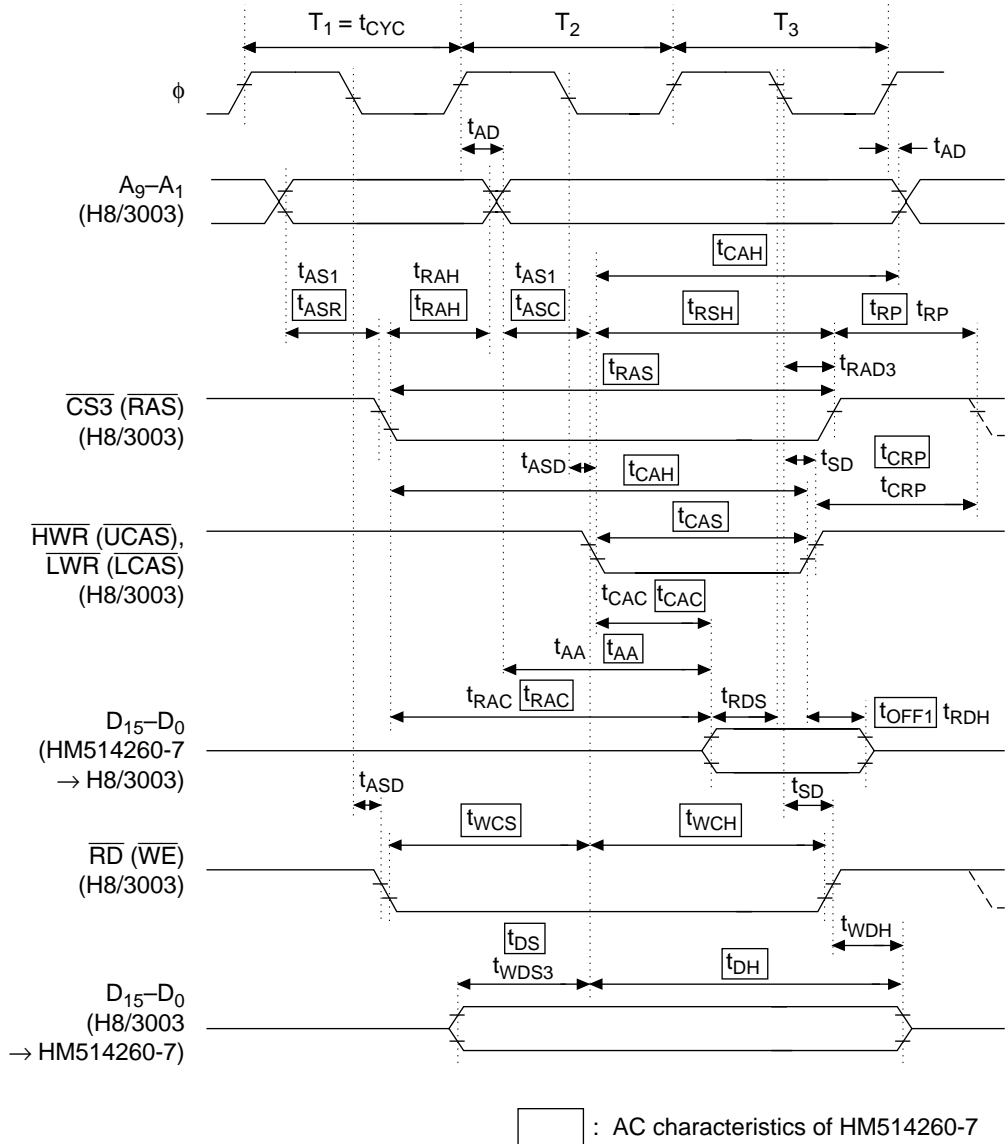 T1 = tCYC T2 T3
ϕ
tAD
tAD
A9–A1
(H8/3003)
tCAH
tAS1 tRAH tAS1
tASR tRAH tASC tRSH tRP tRP
tRAD3
tRAS
CS3 (RAS)
(H8/3003)
tASD tSD tCRP
tCAH
tCRP
tCAS
HWR (UCAS),
LWR (LCAS)
(H8/3003)
tCAC tCAC
tAA tAA
tRAC tRAC tRDS tOFF1 tRDH
D15–D0
(HM514260-7
→ H8/3003)
tASD tSD
tWCS tWCH
RD (WE)
(H8/3003)
tWDH
tDS
tWDS3 tDH
D15–D0
(H8/3003
→ HM514260-7)
: AC characteristics of HM514260-7